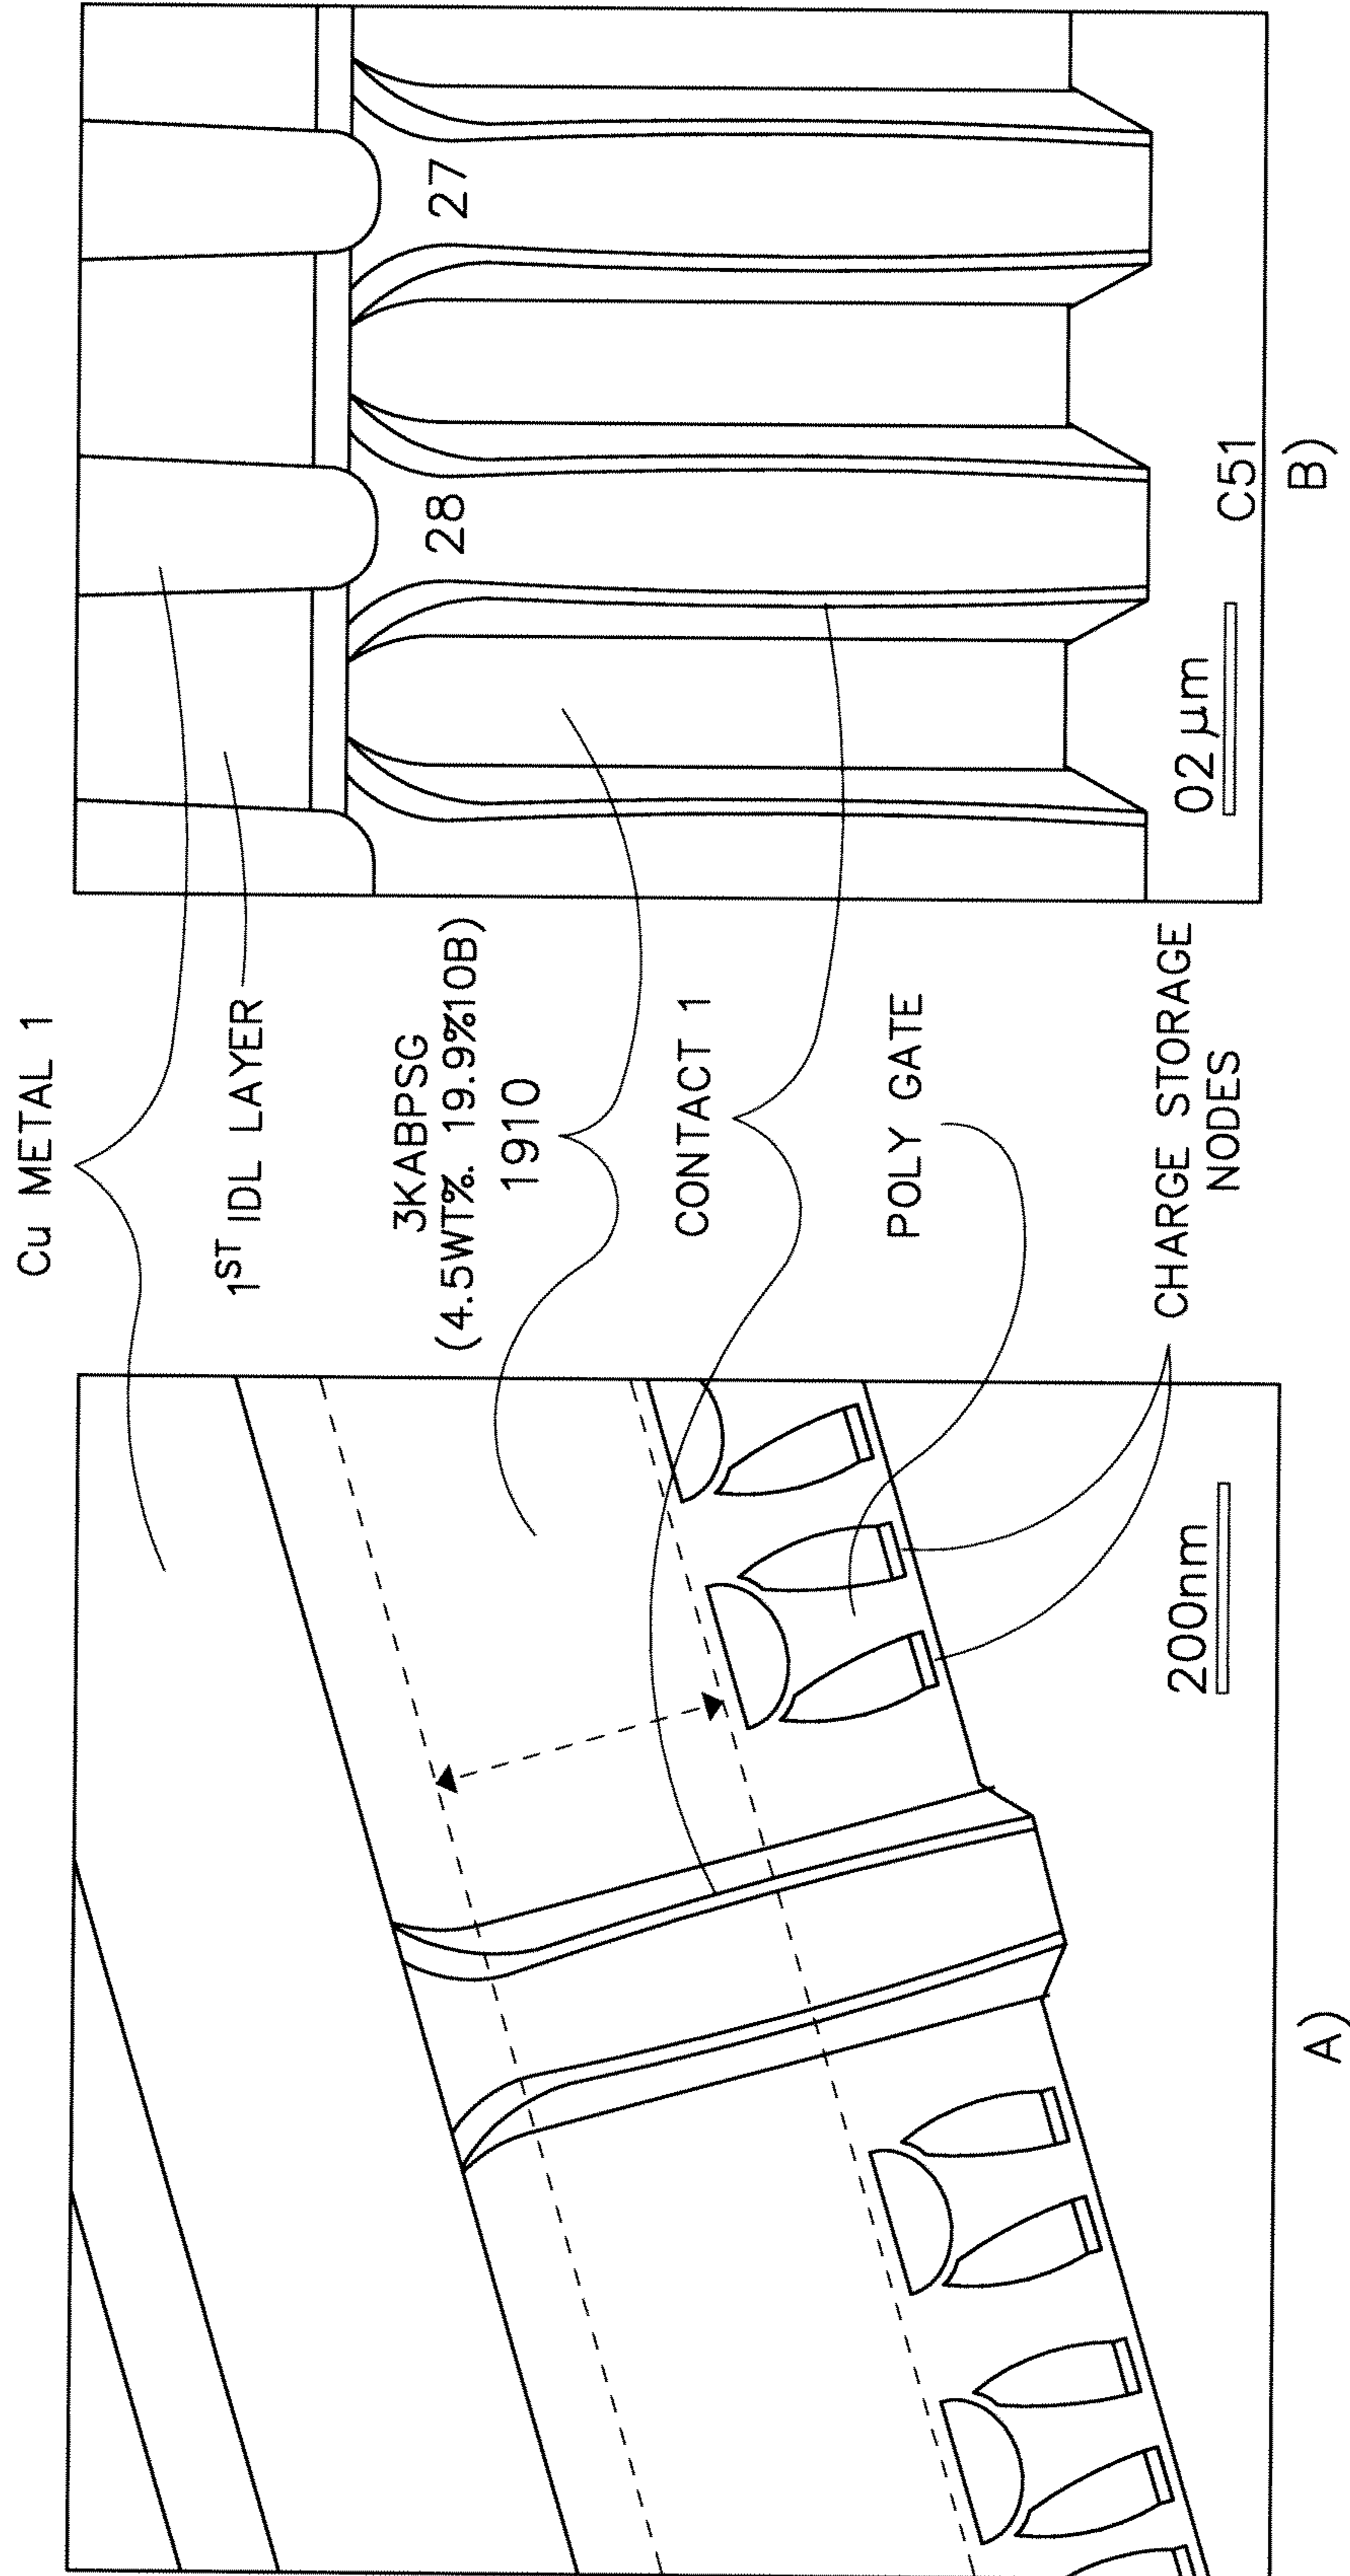 Cu METAL 1
1ST IDL LAYER
3KABPSG
(4.5WT%. 19.9%10B)
1910
CONTACT 1
POLY GATE
CHARGE STORAGE
NODES
200nm
A)
28
27
02 μm
C51
B)